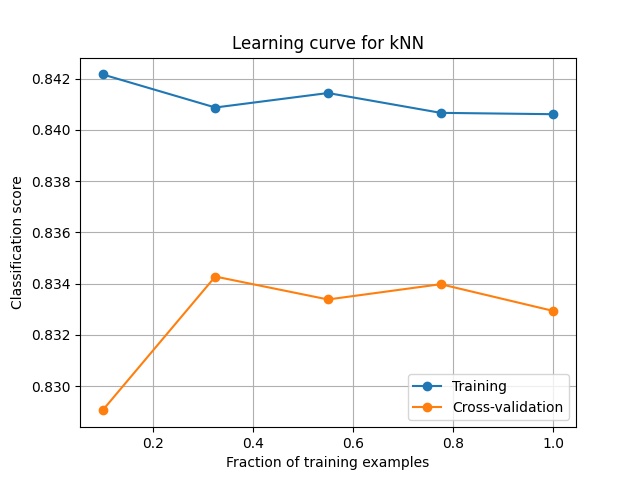 Learning curve for kNN
0.842
0.840
0.838
0.836
0.834
0.832
0.830
Classification score
Training
Cross-validation
0.2 0.4 0.6 0.8 1.0
Fraction of training examples